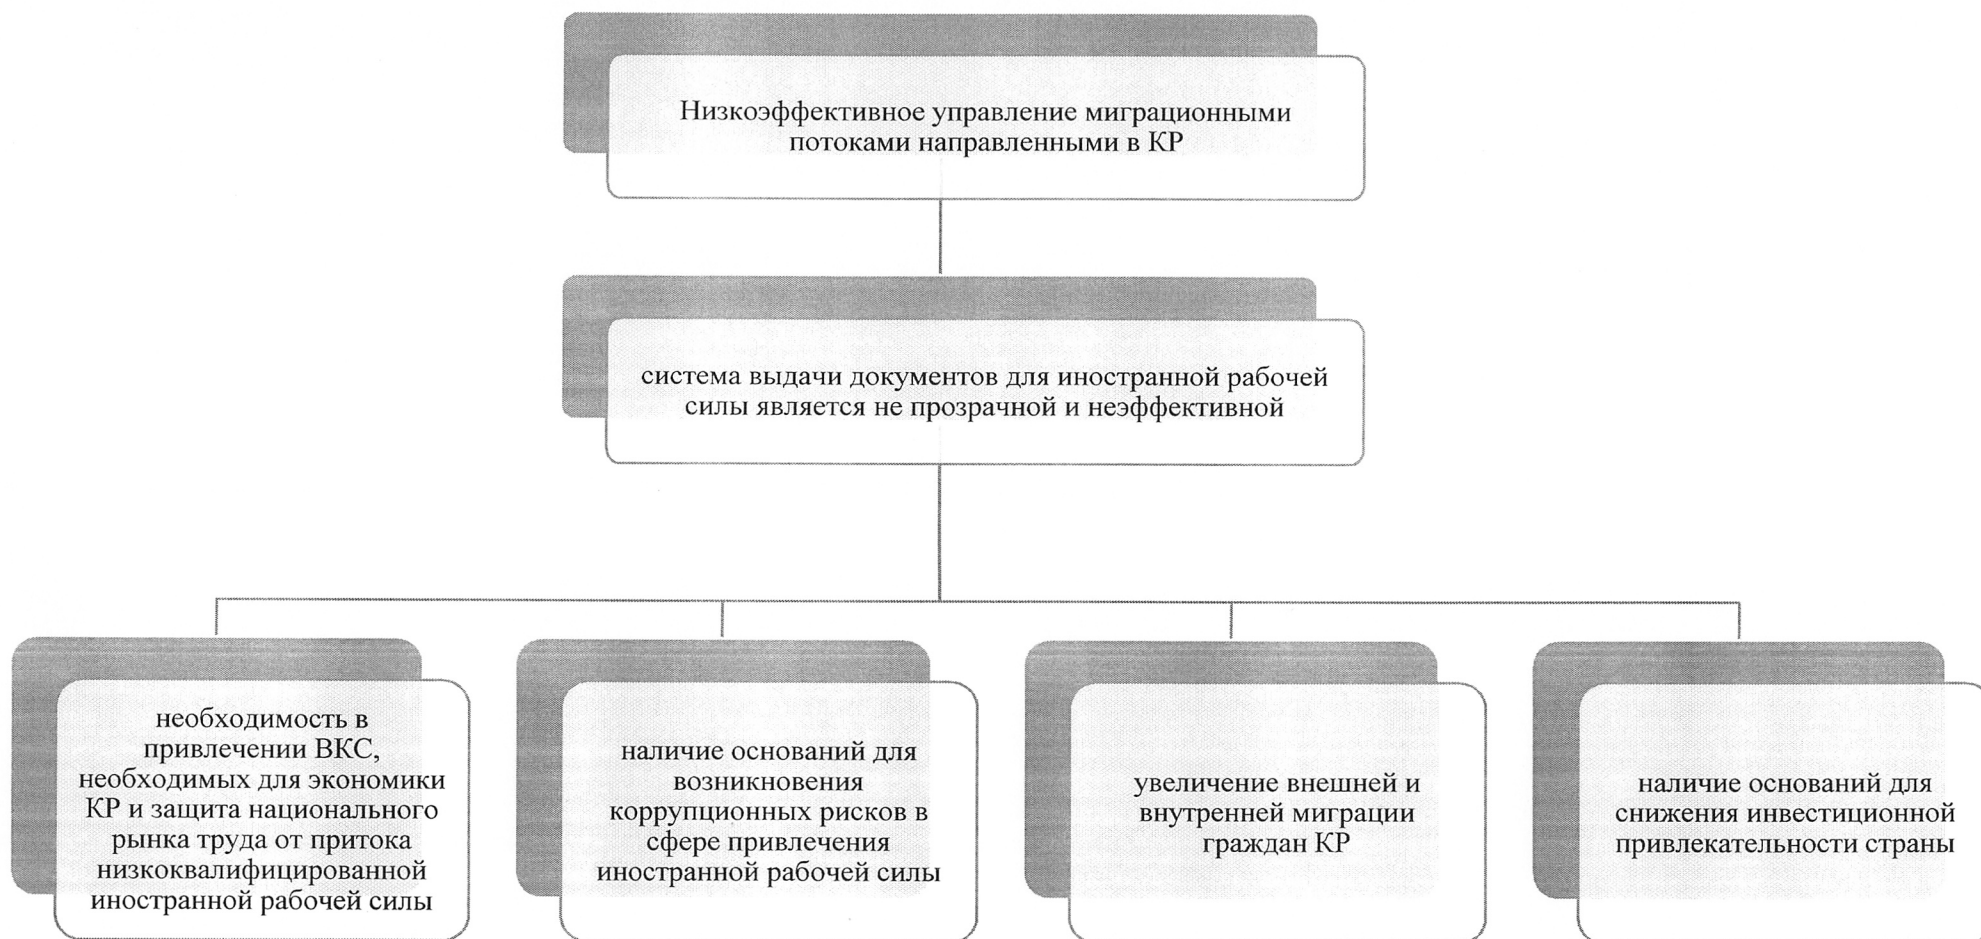 Низкоэффективное управление миграционными
потоками направленными в КР
система выдачи документов для иностранной рабочей
силы является не прозрачной и неэффективной
необходимость в
привлечении ВКС,
необходимых для экономики
КР и защита национального
рынка труда от притока
низкоквалифицированной
иностранной рабочей силы
наличие оснований для
возникновения
коррупционных рисков в
сфере привлечения
иностранной рабочей силы
увеличение внешней и
внутренней миграции
граждан КР
наличие оснований для
снижения инвестиционной
привлекательности страны